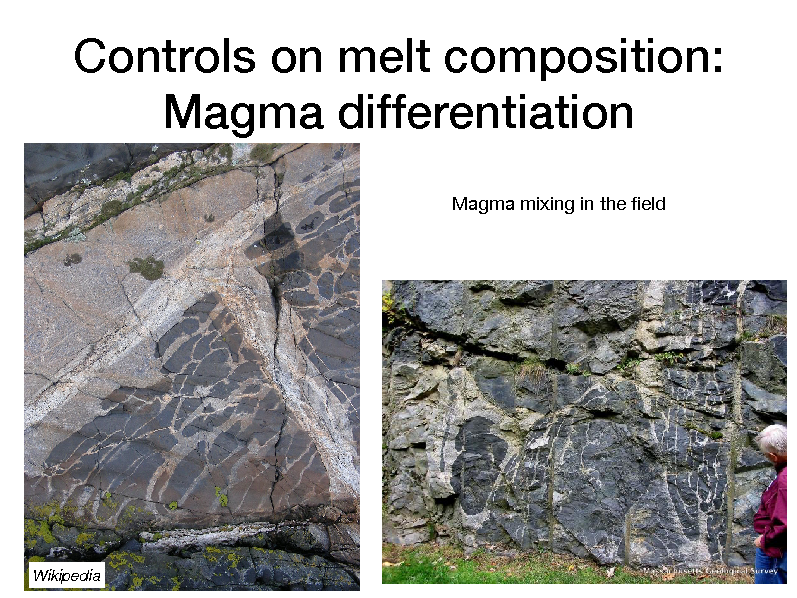 Controls on melt composition:
Magma differentiation
Magma mixing in the field
Wikipedia
Massachusetts Geological Survey